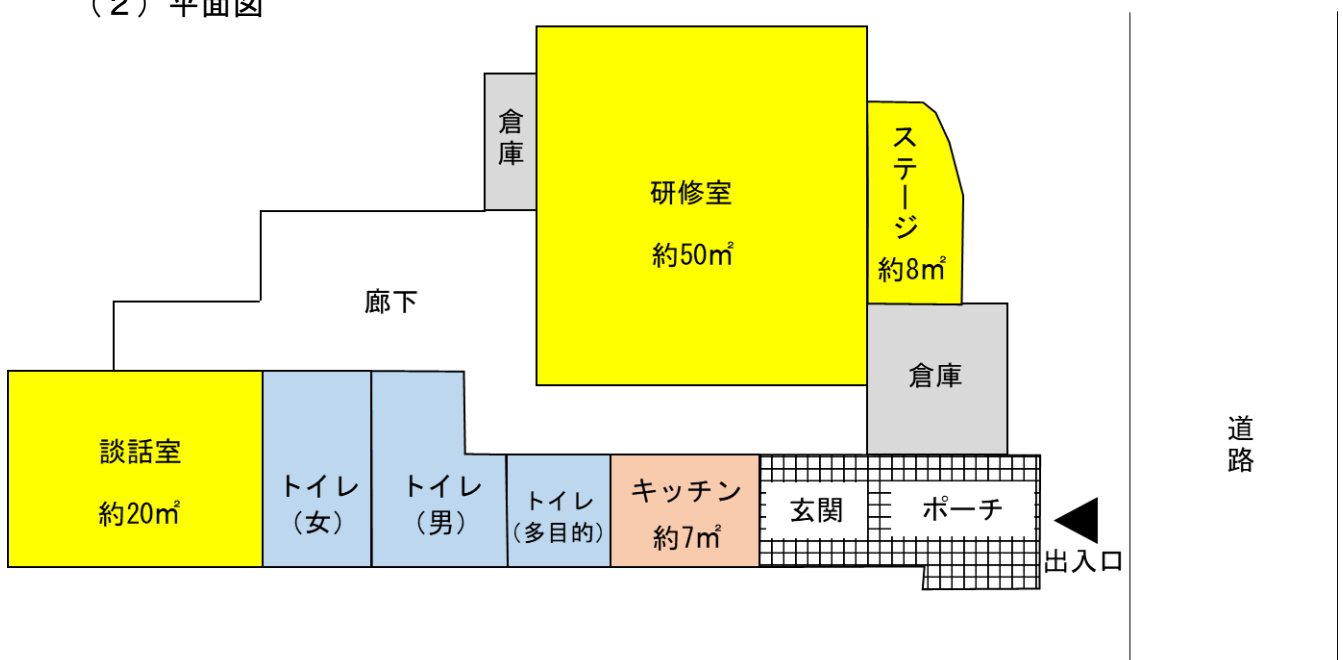 （２）平面図
倉庫
研修室
約50㎡
ステージ
約8㎡
廊下
倉庫
談話室
約20㎡
トイレ
（女）
トイレ
（男）
トイレ
（多目的）
キッチン
約7㎡
玄関
ポーチ
出入口
道路